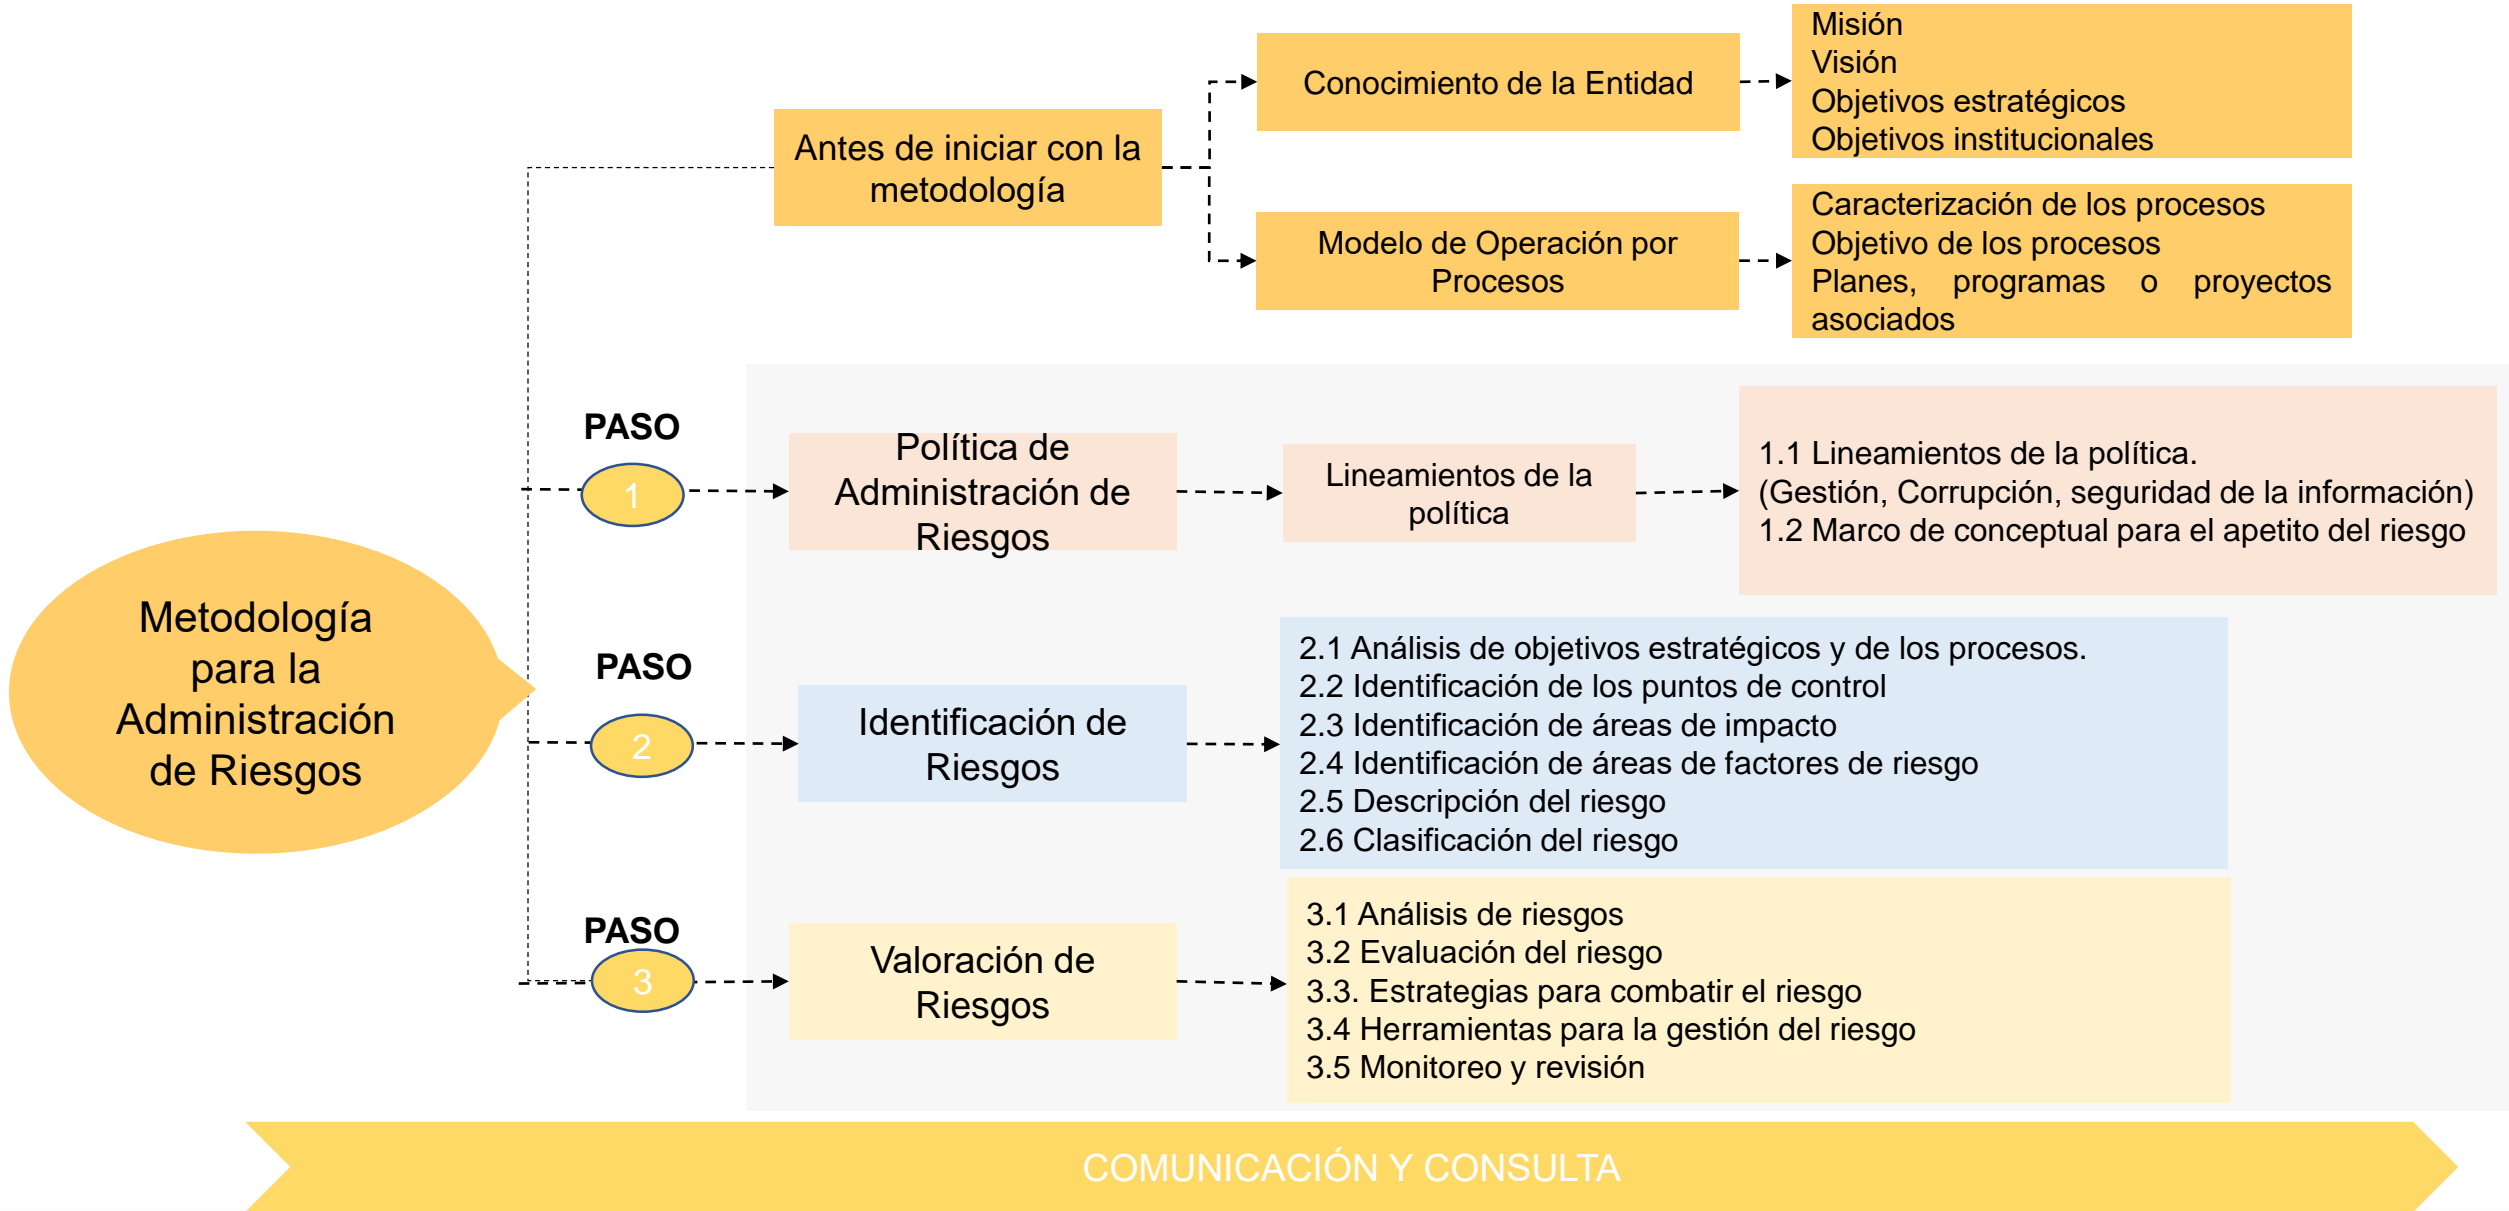 Metodología
para la
Administración
de Riesgos
Antes de iniciar con la
metodología
Conocimiento de la Entidad
Misión
Visión
Objetivos estratégicos
Objetivos institucionales
Modelo de Operación por
Procesos
Caracterización de los procesos
Objetivo de los procesos
Planes, programas o proyectos
asociados
PASO
1
Política de
Administración de
Riesgos
Lineamientos de la
política
1.1 Lineamientos de la política.
(Gestión, Corrupción, seguridad de la información)
1.2 Marco de conceptual para el apetito del riesgo
PASO
2
Identificación de
Riesgos
2.1 Análisis de objetivos estratégicos y de los procesos.
2.2 Identificación de los puntos de control
2.3 Identificación de áreas de impacto
2.4 Identificación de áreas de factores de riesgo
2.5 Descripción del riesgo
2.6 Clasificación del riesgo
PASO
3
Valoración de
Riesgos
3.1 Análisis de riesgos
3.2 Evaluación del riesgo
3.3. Estrategias para combatir el riesgo
3.4 Herramientas para la gestión del riesgo
3.5 Monitoreo y revisión
COMUNICACIÓN Y CONSULTA